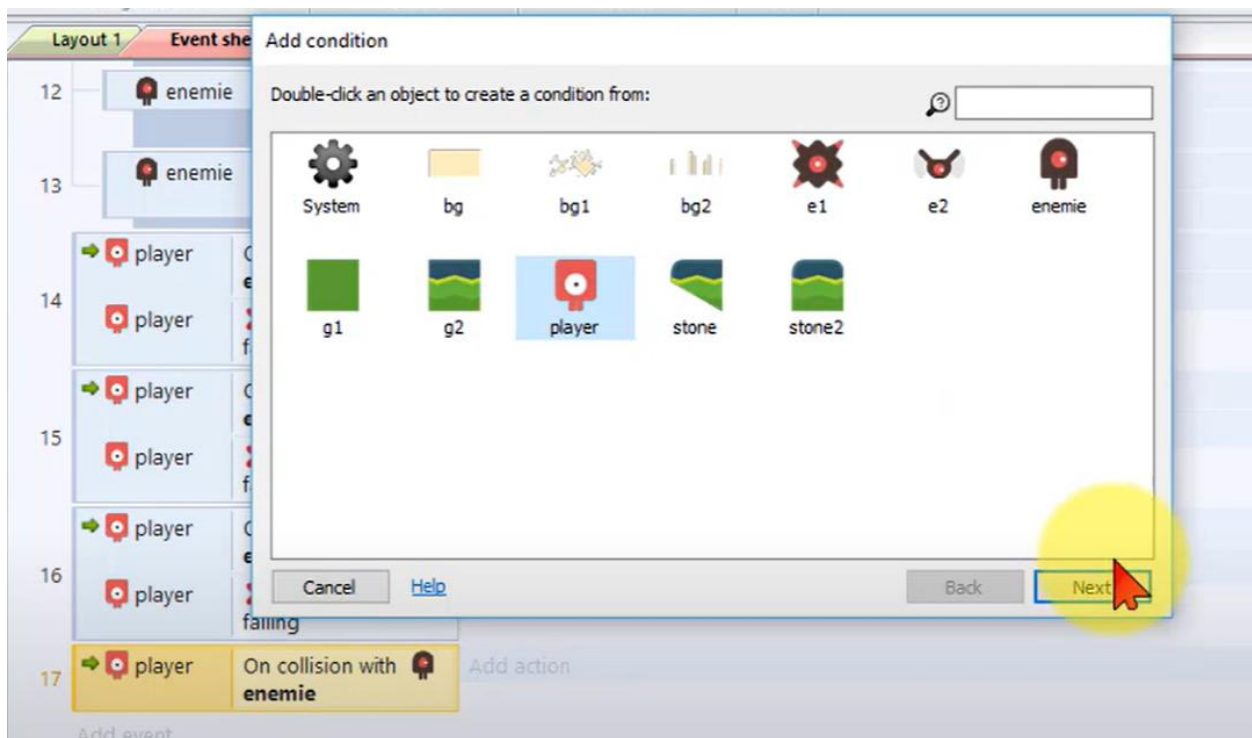 Layout 1 Event she
Add condition
Double-click an object to create a condition from:
System bg bg1 bg2 e1 e2 enemie
g1 g2 player stone stone2
Cancel Help Back Next
12 enemie
13 enemie
14 player
e
player
f
15 player
e
player
f
16 player
e
player
falling
17 player On collision with Add action
enemie
Add event